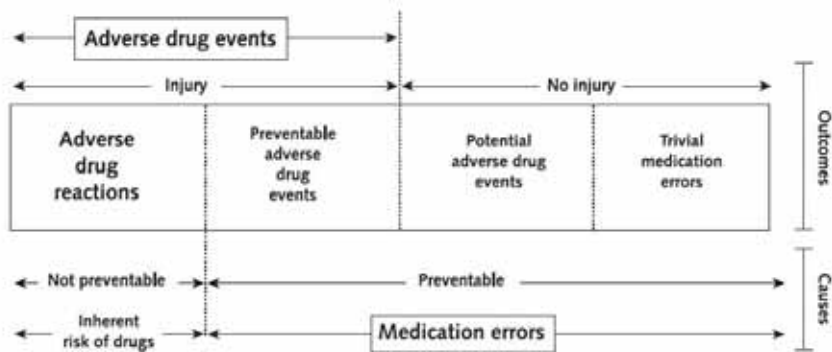 Adverse drug events
Injury
No injury
Adverse
drug
reactions
Preventable
adverse
drug
events
Potential
adverse drug
events
Trivial
medication
errors
Outcomes
Not preventable
Preventable
Inherent
risk of drugs
Medication errors
Causes